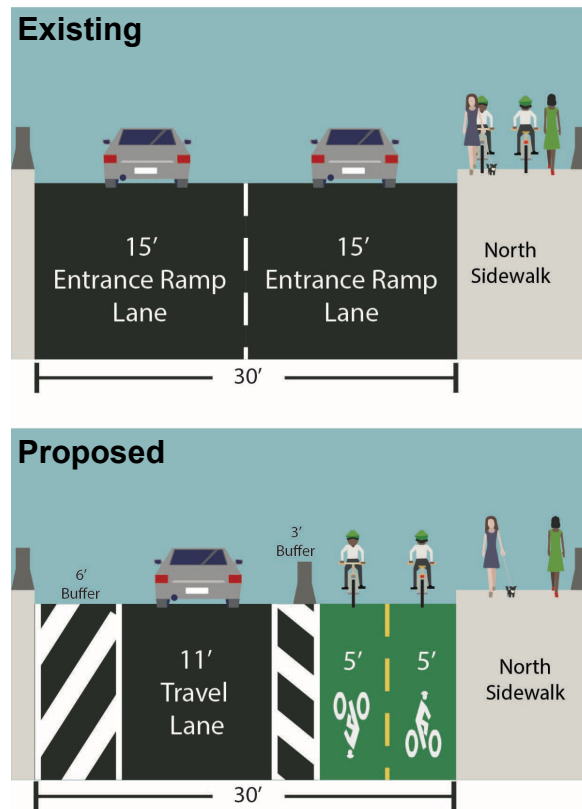 Existing
15’
Entrance Ramp
Lane
15’
Entrance Ramp
Lane
North
Sidewalk
30’
Proposed
6’
Buffer
3’
Buffer
11’
Travel
Lane
5’
5’
North
Sidewalk
30’